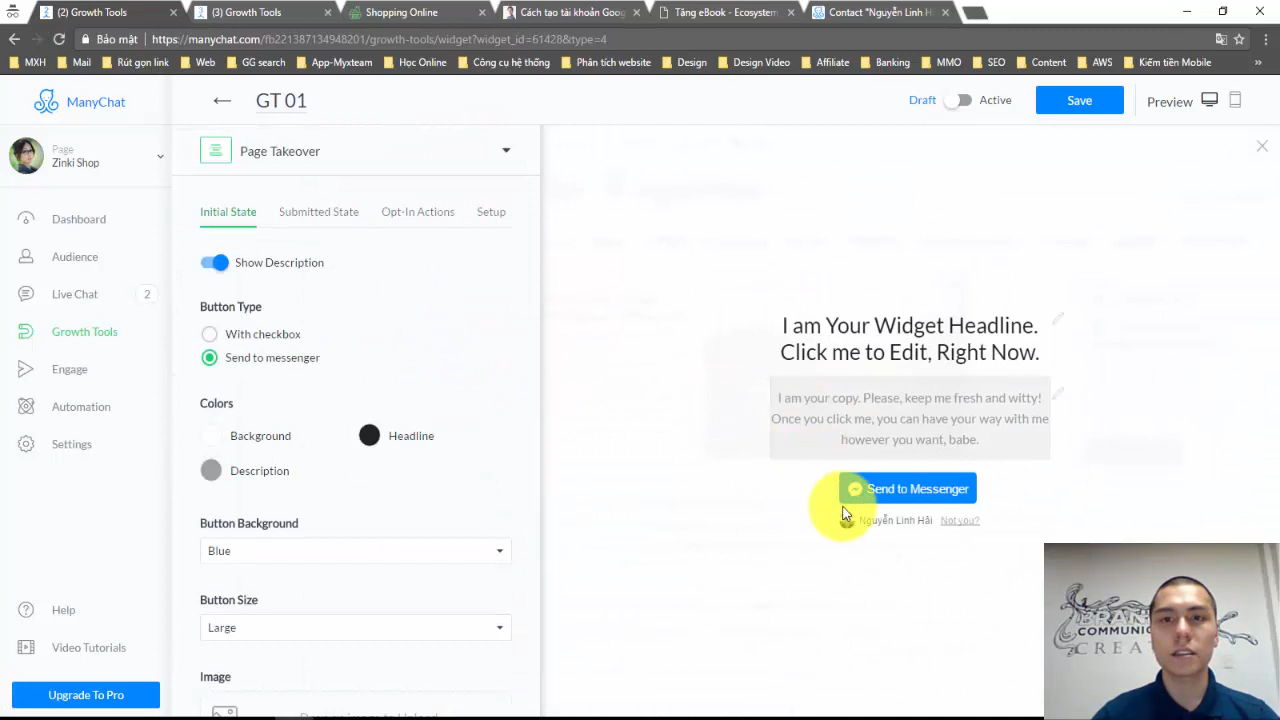 (2) Growth Tools
(3) Growth Tools
Shopping Online
Cách tạo tài khoản Goog
Tặng eBook - Ecosystem
Contact "Nguyễn Linh Hả
Bảo mật
https://manychat.com/fb221387134948201/growth-tools/widget?widget_id=61428&type=4
MXH
Mail
Rút gọn link
Web
GG search
App-Myxteam
Học Online
Công cụ hệ thống
Phân tích website
Design
Design Video
Affiliate
Banking
MMO
SEO
Content
AWS
Kiếm tiền Mobile
»
ManyChat
GT 01
Draft
Active
Save
Preview
Page
Zinki Shop
Page Takeover
Initial State
Submitted State
Opt-In Actions
Setup
Dashboard
Audience
Live Chat
2
Growth Tools
Engage
Automation
Settings
Help
Video Tutorials
Upgrade To Pro
Show Description
Button Type
With checkbox
Send to messenger
Colors
Background
Headline
Description
Button Background
Blue
Button Size
Large
Image
I am Your Widget Headline.
Click me to Edit, Right Now.
I am your copy. Please, keep me fresh and witty!
Once you click me, you can have your way with me
however you want, babe.
Send to Messenger
Nguyễn Linh Hải
Not you?
COMMUNIC
CREA